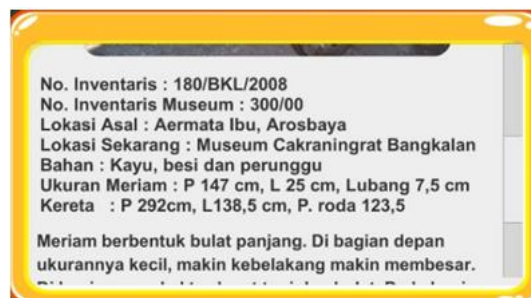 No. Inventaris : 180/BKL/2008
No. Inventaris Museum : 300/00
Lokasi Asal : Aermata Ibu, Arosbaya
Lokasi Sekarang : Museum Cakraningrat Bangkalan
Bahan : Kayu, besi dan perunggu
Ukuran Meriam : P 147 cm, L 25 cm, Lubang 7,5 cm
Kereta : P 292cm, L138,5 cm, P. roda 123,5
Meriam berbentuk bulat panjang. Di bagian depan
ukurannya kecil, makin kebelakang makin membesar.